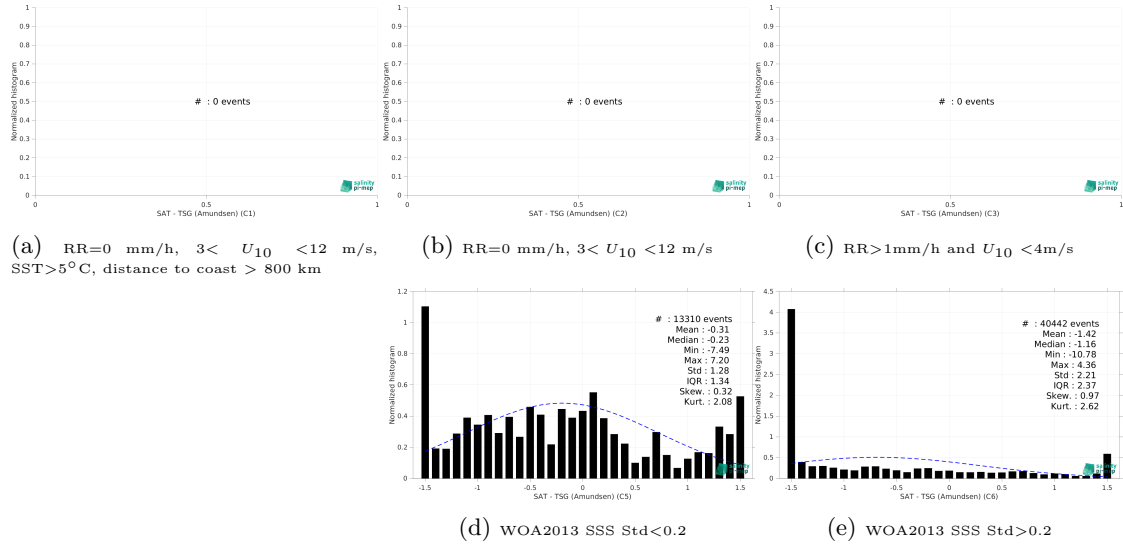 1
0.9
0.8
0.7
0.6
0.5
0.4
0.3
0.2
0.1
0
Normalized histogram
# : 0 events
salinity
pi-mep
0 0.5 1
SAT - TSG (Amundsen) (C1)
(a) RR=0 mm/h, 3< U10 <12 m/s,
SST>5°C, distance to coast > 800 km
1
0.9
0.8
0.7
0.6
0.5
0.4
0.3
0.2
0.1
0
Normalized histogram
# : 0 events
salinity
pi-mep
0 0.5 1
SAT - TSG (Amundsen) (C2)
(b) RR=0 mm/h, 3< U10 <12 m/s
1
0.9
0.8
0.7
0.6
0.5
0.4
0.3
0.2
0.1
0
Normalized histogram
# : 0 events
salinity
pi-mep
0 0.5 1
SAT - TSG (Amundsen) (C3)
(c) RR>1mm/h and U10 <4m/s
1.2
1
0.8
0.6
0.4
0.2
0
Normalized histogram
# : 13310 events
Mean : -0.31
Median : -0.23
Min : -7.49
Max : 7.20
Std : 1.28
IQR : 1.34
Skew. : 0.32
Kurt. : 2.08
-1.5 -1 -0.5 0 0.5 1 1.5
SAT - TSG (Amundsen) (C5)
(d) WOA2013 SSS Std<0.2
4.5
4
3.5
3
2.5
2
1.5
1
0.5
0
Normalized histogram
# : 40442 events
Mean : -1.42
Median : -1.16
Min : -10.78
Max : 4.36
Std : 2.21
IQR : 2.37
Skew. : 0.97
Kurt. : 2.62
-1.5 -1 -0.5 0 0.5 1 1.5
SAT - TSG (Amundsen) (C6)
(e) WOA2013 SSS Std>0.2